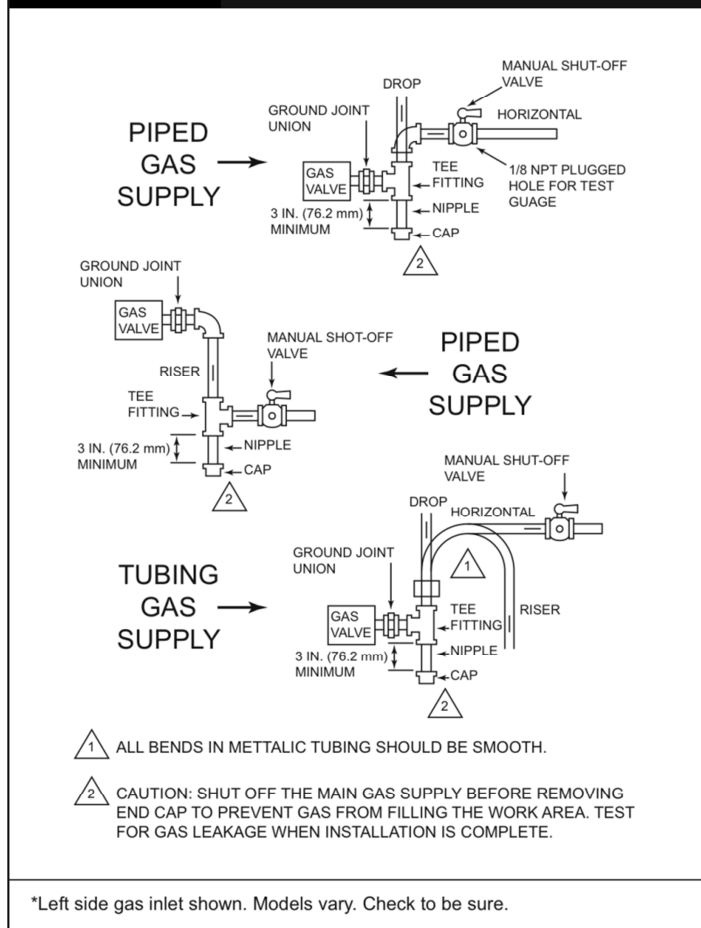 DROP
MANUAL SHUT-OFF
VALVE
GROUND JOINT
UNION
HORIZONTAL
PIPED
GAS
SUPPLY
GAS
VALVE
TEE
FITTING
1/8 NPT PLUGGED
HOLE FOR TEST
GUAGE
3 IN. (76.2 mm)
MINIMUM
NIPPLE
CAP
2
GROUND JOINT
UNION
GAS
VALVE
MANUAL SHOT-OFF
VALVE
RISER
TEE
FITTING
3 IN. (76.2 mm)
MINIMUM
NIPPLE
CAP
2
PIPED
GAS
SUPPLY
MANUAL SHUT-OFF
VALVE
DROP
HORIZONTAL
GROUND JOINT
UNION
1
TUBING
GAS
SUPPLY
GAS
VALVE
TEE
FITTING
RISER
3 IN. (76.2 mm)
MINIMUM
NIPPLE
CAP
2
1 ALL BENDS IN METTALIC TUBING SHOULD BE SMOOTH.
2 CAUTION: SHUT OFF THE MAIN GAS SUPPLY BEFORE REMOVING
END CAP TO PREVENT GAS FROM FILLING THE WORK AREA. TEST
FOR GAS LEAKAGE WHEN INSTALLATION IS COMPLETE.
*Left side gas inlet shown. Models vary. Check to be sure.